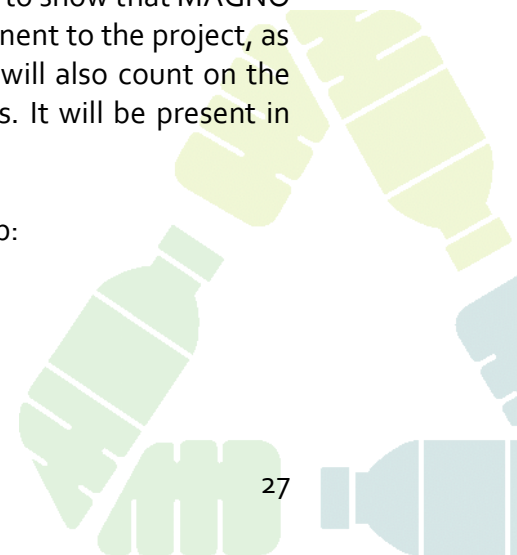 to show that MAGNO
nent to the project, as
will also count on the
s. It will be present in
p:
27